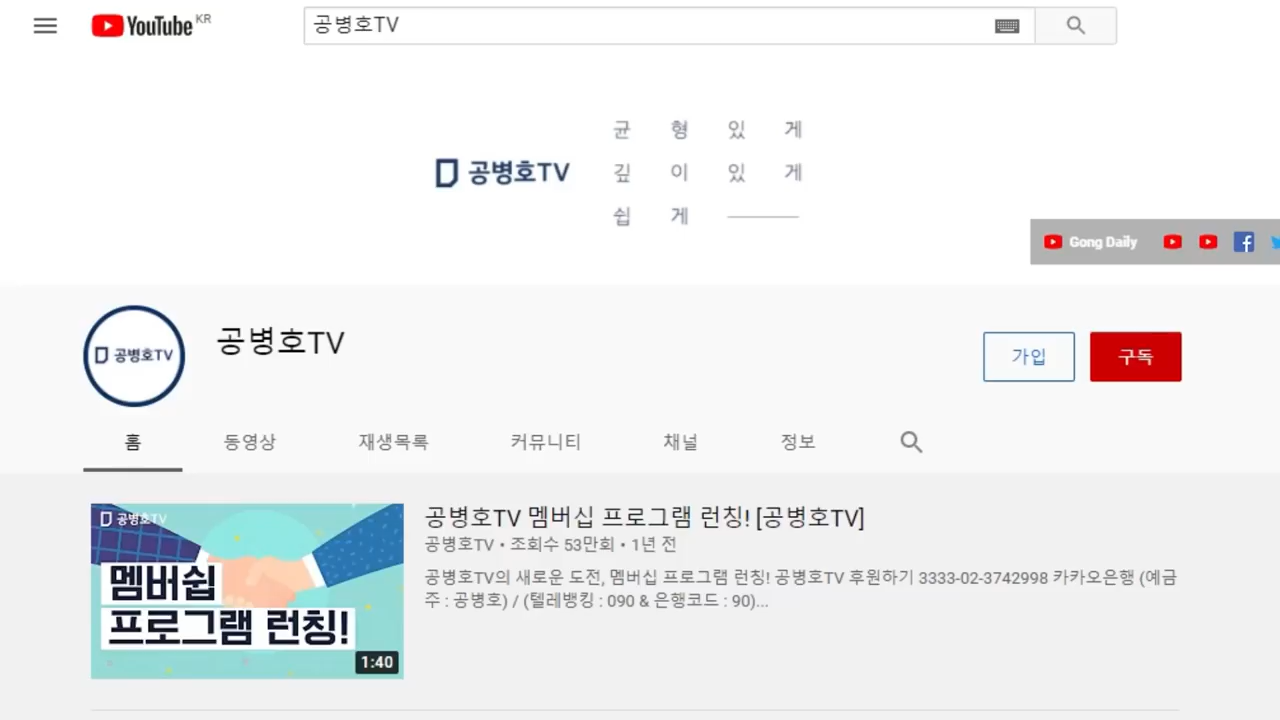 YouTube KR
공병호TV
공병호TV
균 형 있 게
깊 이 있 게
쉽 게
Gong Daily
공병호TV
공병호TV
가입
구독
홈
동영상
재생목록
커뮤니티
채널
정보
공병호TV
멤버쉽
프로그램 런칭!
1:40
공병호TV 멤버십 프로그램 런칭! [공병호TV]
공병호TV • 조회수 53만회 • 1년 전
공병호TV의 새로운 도전, 멤버십 프로그램 런칭! 공병호TV 후원하기 3333-02-3742998 카카오은행 (예금
주 : 공병호) / (텔레뱅킹 : 090 & 은행코드 : 90)...